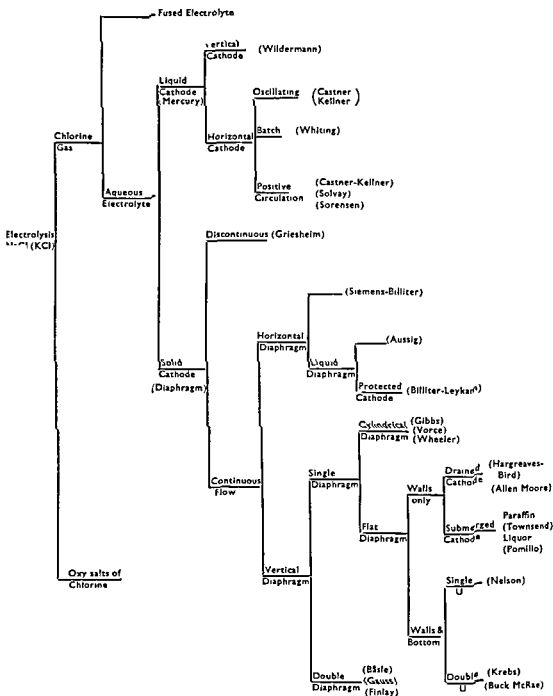 Fused Electrolyte
Vertical
Cathode
(Wildermann)
Liquid
Cathode
(Mercury)
Oscillating
(Castner
Kellner)
Chlorine
Gas
Horizontal
Cathode
Batch
(Whiting)
Aqueous
Electrolyte
Positive
Circulation
(Castner-Kellner)
(Solvay)
(Sorensen)
Electrolysis
NaCl (KCl)
Discontinuous (Griesheim)
(Siemens-Billiter)
Horizontal
Diaphragm
(Aussig)
Solid
Cathode
(Diaphragm)
Liquid
Diaphragm
Protected
Cathode
(Billiter-Leykam)
Cylindrical
Diaphragm
(Gibbs)
(Vorce)
(Wheeler)
Continuous
Flow
Single
Diaphragm
Walls
only
Drained
Cathode
(Hargreaves-
Bird)
(Allen Moore)
Flat
Diaphragm
Submerged
Cathode
Paraffin
(Townsend)
Liquor
(Pomilio)
Oxy salts of
Chlorine
Vertical
Diaphragm
Single
U
(Nelson)
Walls &
Bottom
Double
Diaphragm
(Bâsle)
(Gauss)
(Finlay)
Double
U
(Krebs)
(Buck McRae)